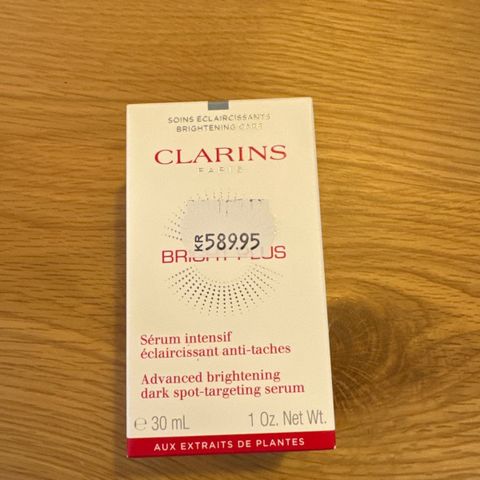 SOINS ÉCLAIRCISSANTS
BRIGHTENING CARE
CLARINS
PARIS
KR 589.95
PLUS
Sérum intensif
éclaircissant anti-taches
Advanced brightening
dark spot-targeting serum
℮ 30 mL 1 Oz. Net Wt.
AUX EXTRAITS DE PLANTES